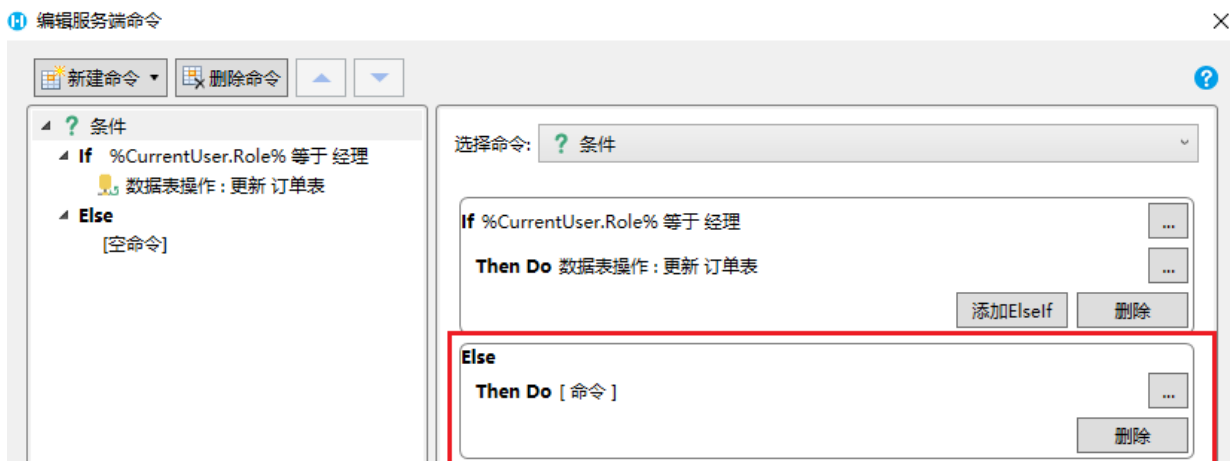 编辑服务端命令
新建命令 删除命令
条件
If %CurrentUser.Role% 等于 经理
数据表操作 : 更新 订单表
Else
[空命令]
选择命令: ? 条件
If %CurrentUser.Role% 等于 经理
...
Then Do 数据表操作 : 更新 订单表
...
添加ElseIf 删除
Else
Then Do [ 命令 ]
...
删除